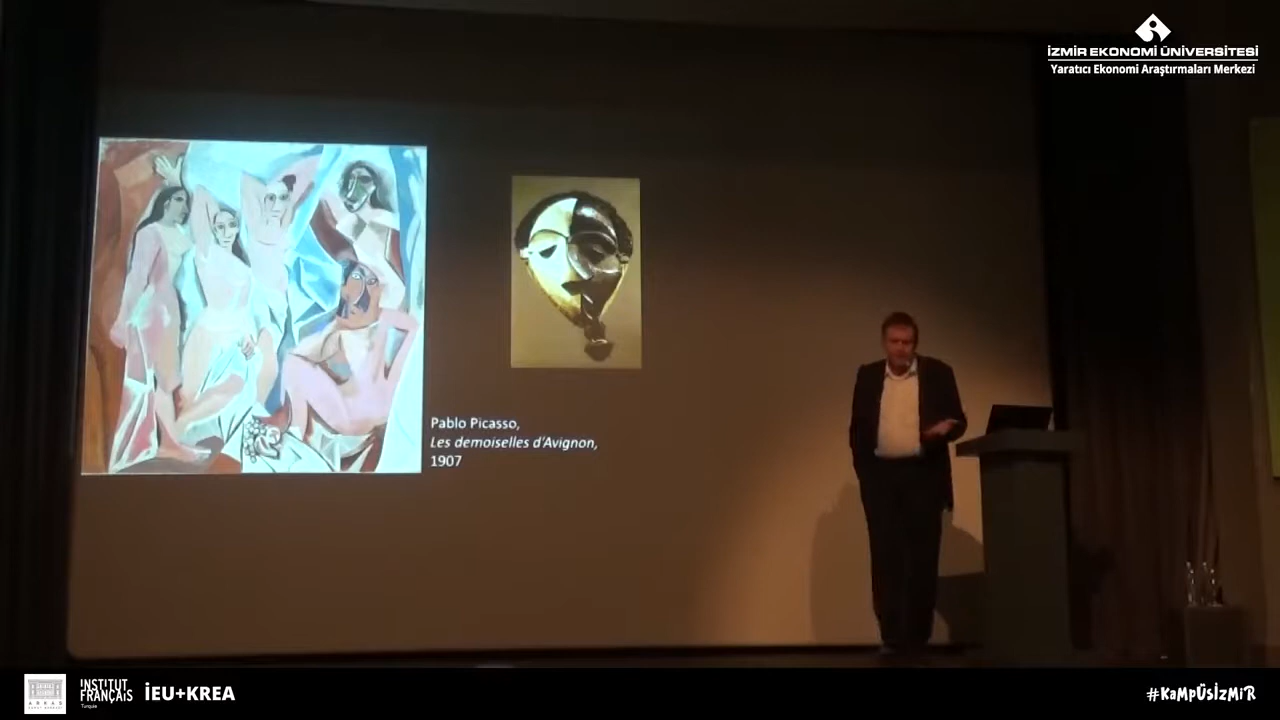 İZMİR EKONOMİ ÜNİVERSİTESİ
Yaratıcı Ekonomi Araştırmaları Merkezi
Pablo Picasso,
Les demoiselles d'Avignon,
1907
ARKAS
INSTITUT
FRANÇAIS
Turquie
İEU+KREA
#KaMPÜSİZMİR